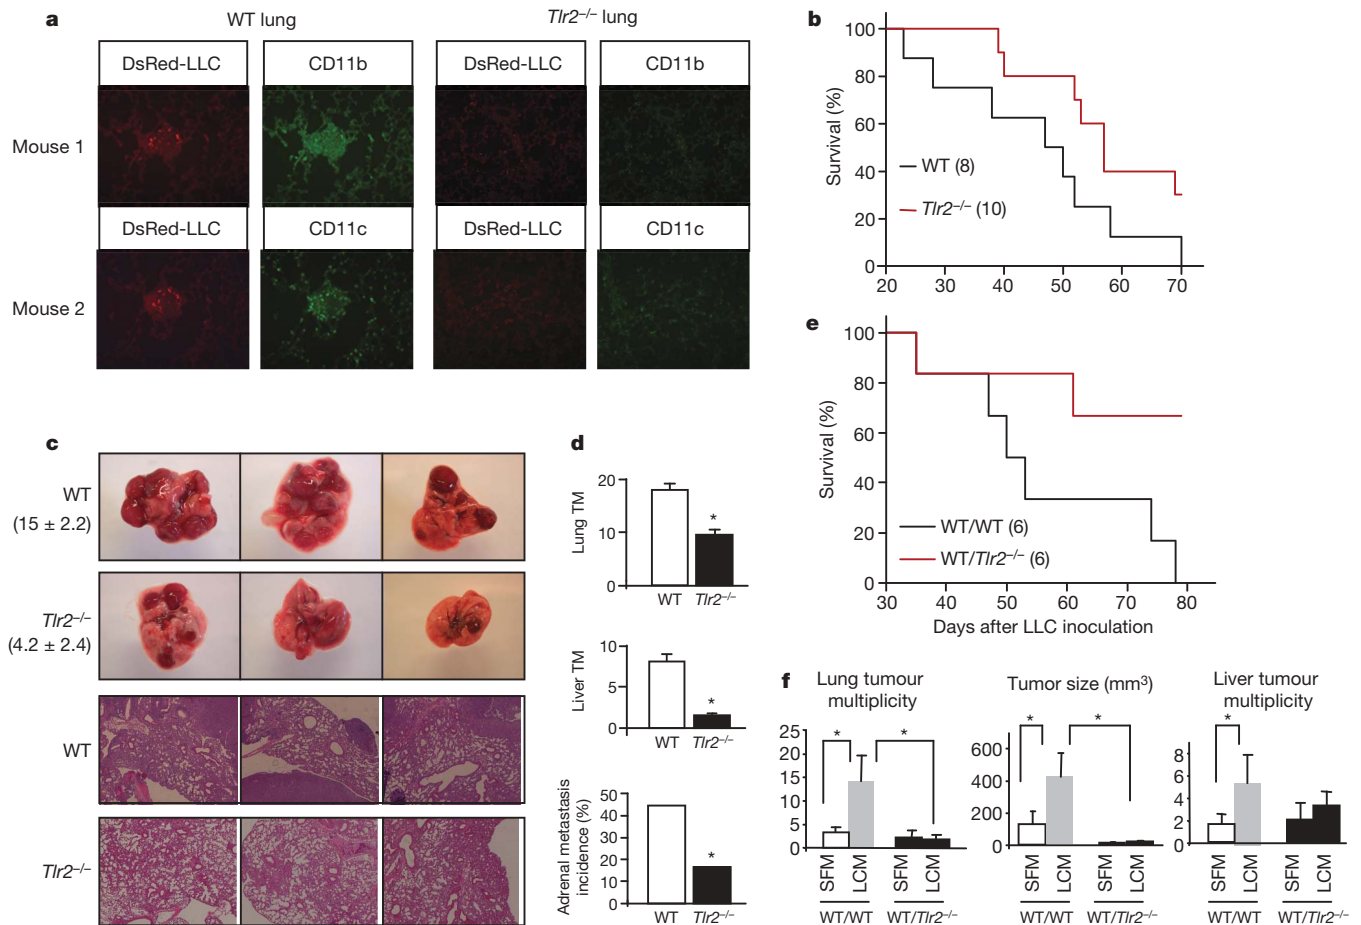 a
WT lung
Tlr2–/– lung
DsRed-LLC
CD11b
DsRed-LLC
CD11b
Mouse 1
DsRed-LLC
CD11c
DsRed-LLC
CD11c
Mouse 2
b
Survival (%)
100
80
60
40
20
0
WT (8)
Tlr2–/– (10)
20 30 40 50 60 70
c
WT
(15 ± 2.2)
Tlr2–/–
(4.2 ± 2.4)
WT
Tlr2–/–
d
Lung TM
20
10
0
*
WT Tlr2–/–
Liver TM
10
5
0
*
WT Tlr2–/–
Adrenal metastasis
incidence (%)
50
40
30
20
10
0
*
WT Tlr2–/–
e
Survival (%)
100
80
60
40
20
0
WT/WT (6)
WT/Tlr2–/– (6)
30 40 50 60 70 80
Days after LLC inoculation
f
Lung tumour
multiplicity
25
20
15
10
5
0
* *
SFM LCM SFM LCM
WT/WT WT/Tlr2–/–
Tumor size (mm³)
600
400
200
0
* *
SFM LCM SFM LCM
WT/WT WT/Tlr2–/–
Liver tumour
multiplicity
8
6
4
2
0
*
SFM LCM SFM LCM
WT/WT WT/Tlr2–/–